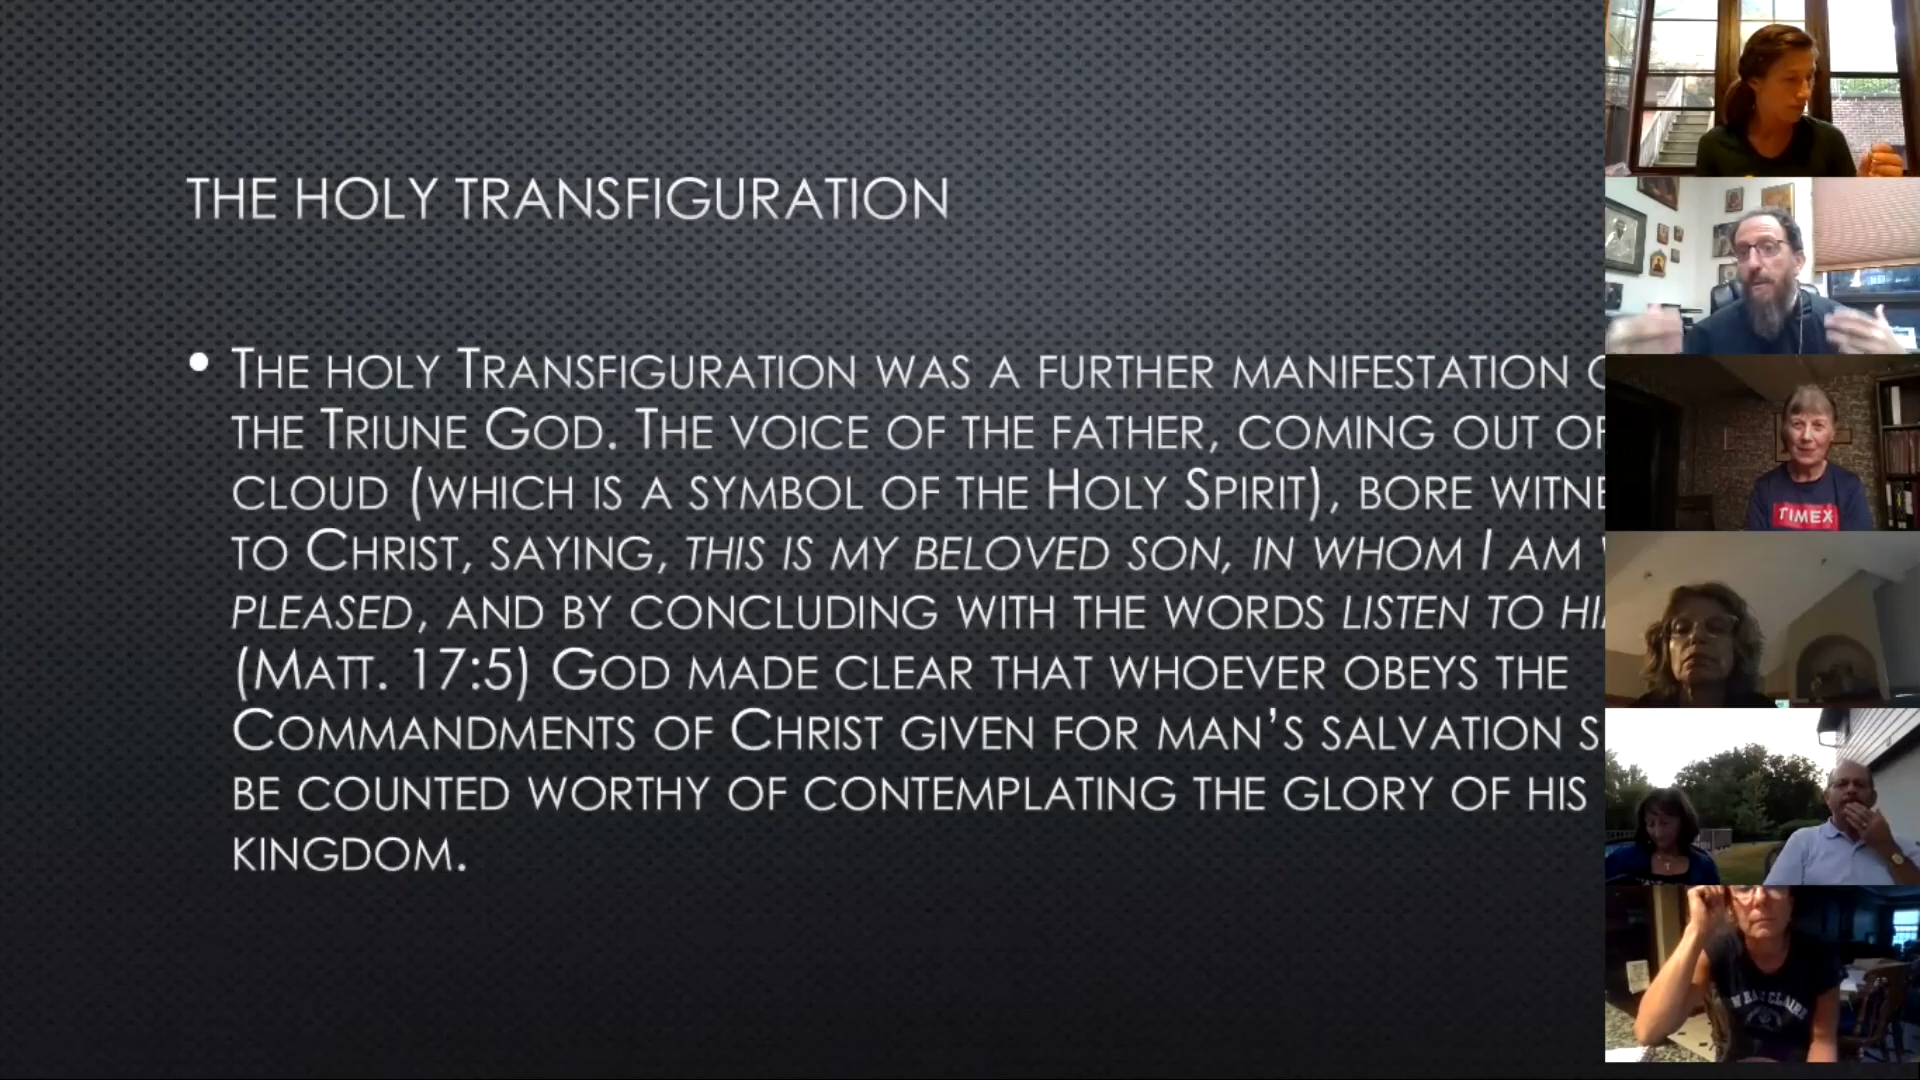 THE HOLY TRANSFIGURATION
• THE HOLY TRANSFIGURATION WAS A FURTHER MANIFESTATION
THE TRIUNE GOD. THE VOICE OF THE FATHER, COMING OUT OF
CLOUD (WHICH IS A SYMBOL OF THE HOLY SPIRIT), BORE WITNE
TO CHRIST, SAYING, THIS IS MY BELOVED SON, IN WHOM I AM
PLEASED, AND BY CONCLUDING WITH THE WORDS LISTEN TO
(MATT. 17:5) GOD MADE CLEAR THAT WHOEVER OBEYS THE
COMMANDMENTS OF CHRIST GIVEN FOR MAN’S SALVATION
BE COUNTED WORTHY OF CONTEMPLATING THE GLORY OF HIS
KINGDOM.
TIMEX